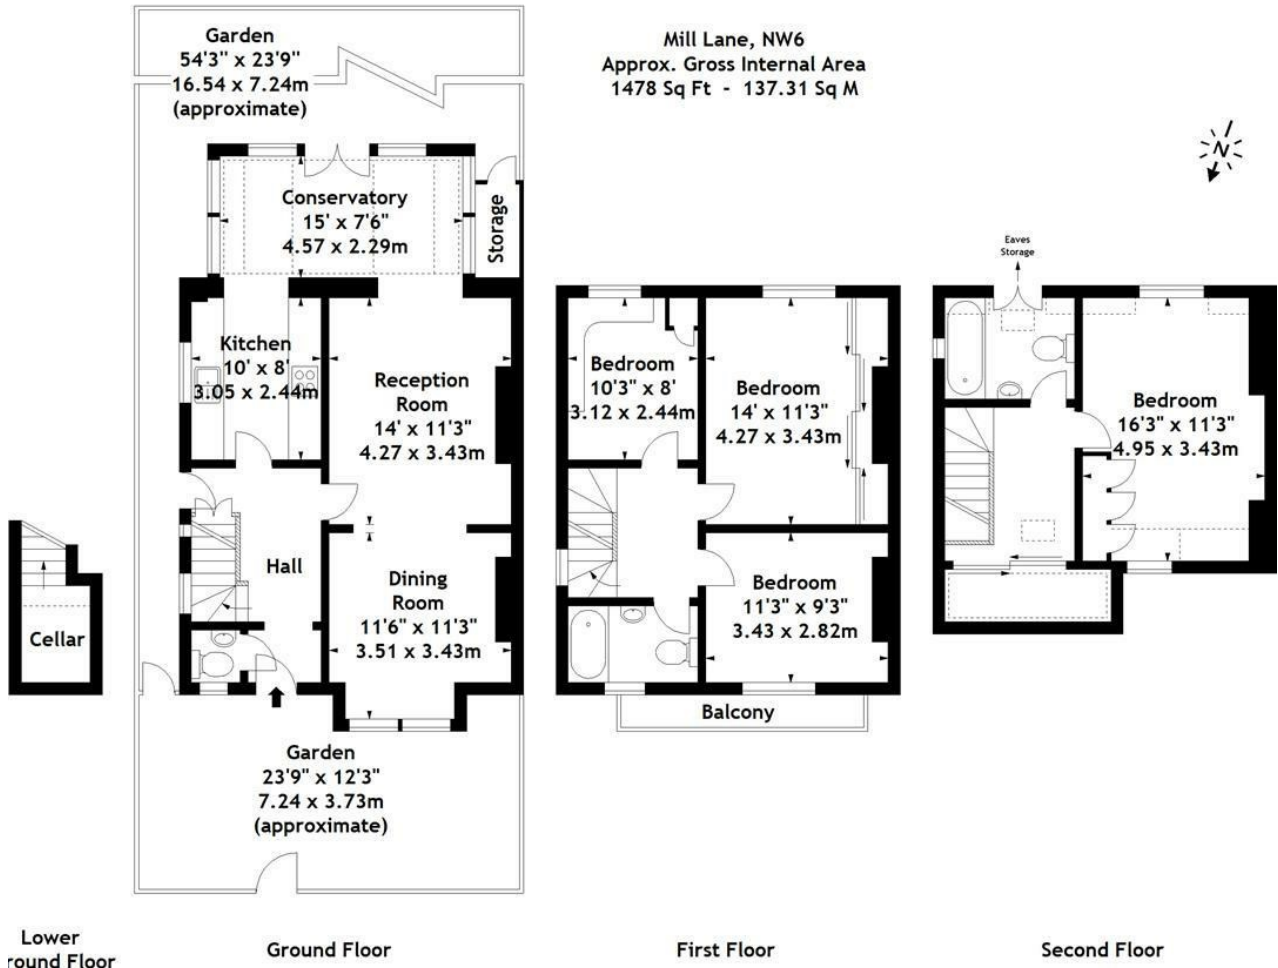 Garden
54'3" x 23'9"
16.54 x 7.24m
(approximate)
Mill Lane, NW6
Approx. Gross Internal Area
1478 Sq Ft - 137.31 Sq M
N
Conservatory
15' x 7'6"
4.57 x 2.29m
Storage
Kitchen
10' x 8'
3.05 x 2.44m
Reception
Room
14' x 11'3"
4.27 x 3.43m
Hall
Dining
Room
11'6" x 11'3"
3.51 x 3.43m
Cellar
Garden
23'9" x 12'3"
7.24 x 3.73m
(approximate)
Bedroom
10'3" x 8'
3.12 x 2.44m
Bedroom
14' x 11'3"
4.27 x 3.43m
Bedroom
11'3" x 9'3"
3.43 x 2.82m
Balcony
Eaves
Storage
Bedroom
16'3" x 11'3"
4.95 x 3.43m
Lower
round Floor
Ground Floor
First Floor
Second Floor